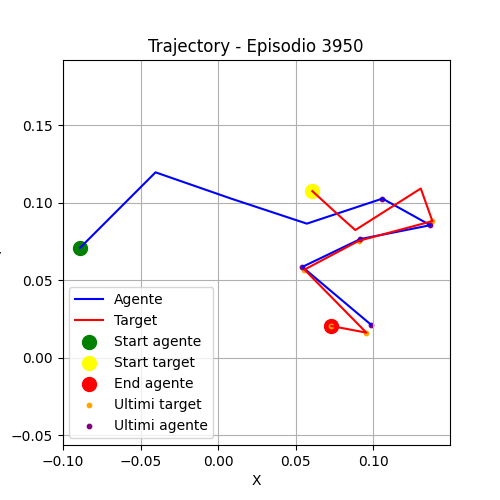 Trajectory - Episodio 3950
0.15
0.10
0.05
0.00
−0.05
Agente
Target
Start agente
Start target
End agente
Ultimi target
Ultimi agente
−0.10
−0.05
0.00
0.05
0.10
X